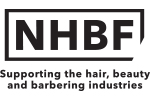 NHBF
Supporting the hair, beauty
and barbering industries